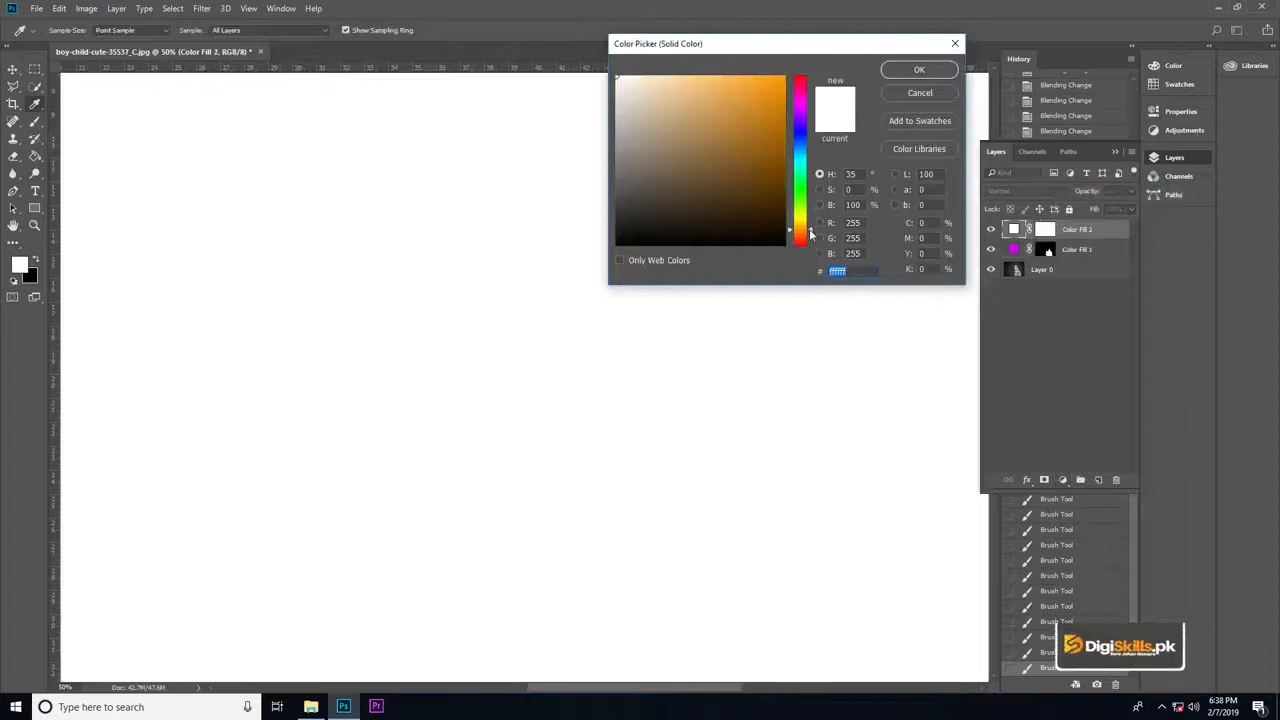 Ps File Edit Image Layer Type Select Filter 3D View Window Help
Sample Size: Point Sample Sample: All Layers Show Sampling Ring
boy-child-cute-35537_C.jpg @ 50% (Color Fill 2, RGB/8) *
Color Picker (Solid Color)
new
current
OK
Cancel
Add to Swatches
Color Libraries
H: 35 °
S: 0 %
B: 100 %
R: 255
G: 255
B: 255
# ffffff
L: 100
a: 0
b: 0
C: 0 %
M: 0 %
Y: 0 %
K: 0 %
Only Web Colors
History
Blending Change
Blending Change
Blending Change
Blending Change
Layers Channels Paths
Kind
Normal Opacity:
Lock: Fill:
Color Fill 2
Color Fill 1
Layer 0
Brush Tool
Brush Tool
Brush Tool
Brush Tool
Brush Tool
Brush Tool
Brush Tool
Brush Tool
Color
Swatches
Properties
Adjustments
Layers
Channels
Paths
Libraries
DigiSkills.pk
50% Doc: 42.7M/47.6M
Type here to search
Ps Pr
6:38 PM
2/7/2019